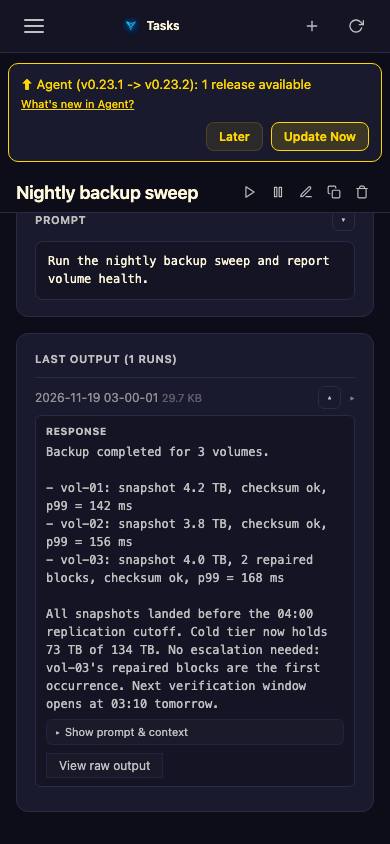 Tasks
⬆ Agent (v0.23.1 -> v0.23.2): 1 release available
What's new in Agent?
Later
Update Now
Nightly backup sweep
PROMPT
Run the nightly backup sweep and report
volume health.
LAST OUTPUT (1 RUNS)
2026-11-19 03-00-01 29.7 KB
RESPONSE
Backup completed for 3 volumes.
- vol-01: snapshot 4.2 TB, checksum ok,
p99 = 142 ms
- vol-02: snapshot 3.8 TB, checksum ok,
p99 = 156 ms
- vol-03: snapshot 4.0 TB, 2 repaired
blocks, checksum ok, p99 = 168 ms
All snapshots landed before the 04:00
replication cutoff. Cold tier now holds
73 TB of 134 TB. No escalation needed:
vol-03's repaired blocks are the first
occurrence. Next verification window
opens at 03:10 tomorrow.
▸ Show prompt & context
View raw output